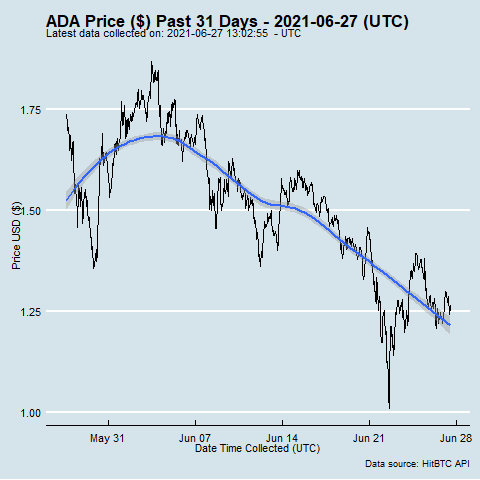 ADA Price ($) Past 31 Days - 2021-06-27 (UTC)
Latest data collected on: 2021-06-27 13:02:55 - UTC
Price USD ($)
1.75
1.50
1.25
1.00
May 31 Jun 07 Jun 14 Jun 21 Jun 28
Date Time Collected (UTC)
Data source: HitBTC API